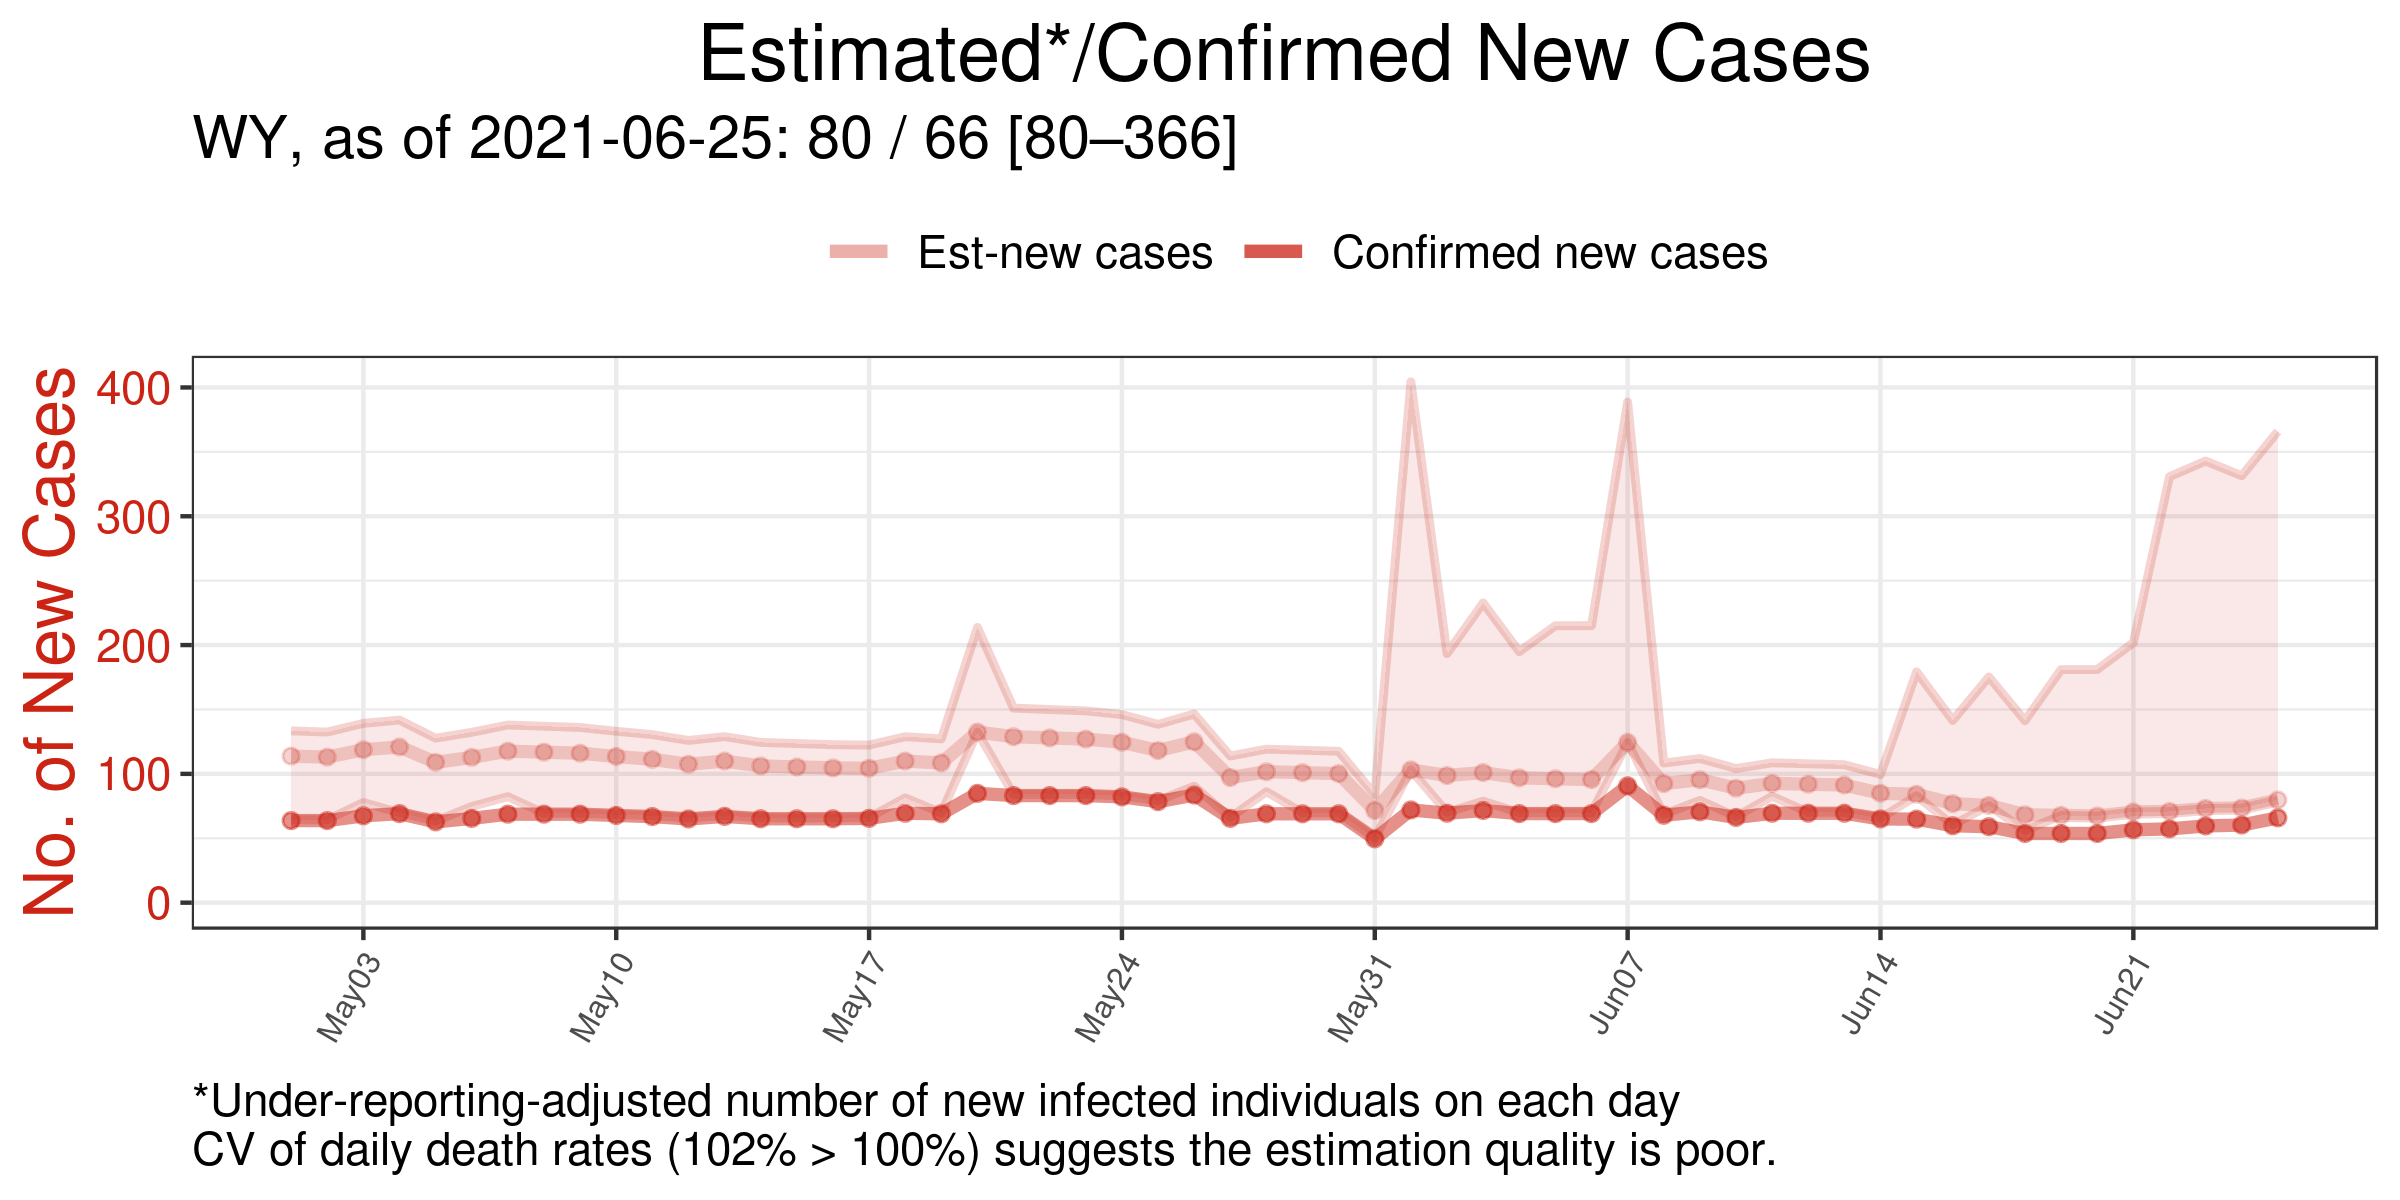 Estimated*/Confirmed New Cases
WY, as of 2021-06-25: 80 / 66 [80–366]
Est-new cases
Confirmed new cases
No. of New Cases
400
300
200
100
0
May03
May10
May17
May24
May31
Jun07
Jun14
Jun21
*Under-reporting-adjusted number of new infected individuals on each day
CV of daily death rates (102% > 100%) suggests the estimation quality is poor.